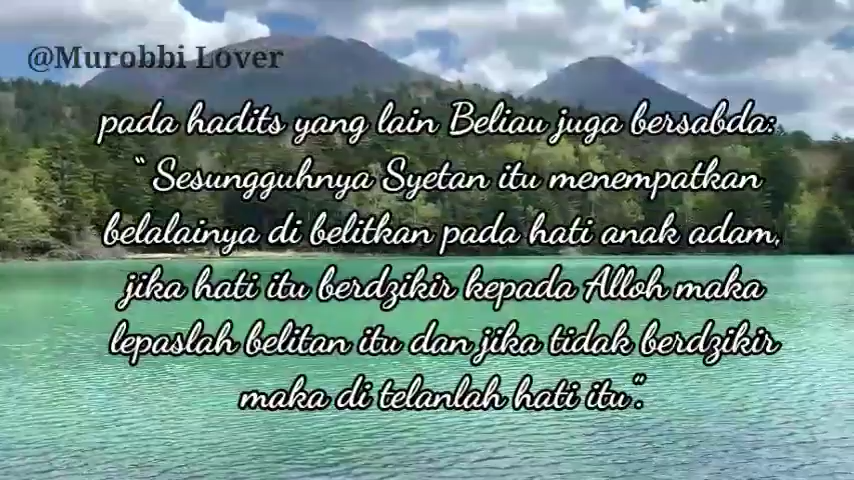 @Murobbi Lover
pada hadits yang lain Beliau juga bersabda:
"Sesungguhnya Syetan itu menempatkan
belalainya di belitkan pada hati anak adam,
jika hati itu berdzikir kepada Alloh maka
lepaslah belitan itu dan jika tidak berdzikir
maka di telanlah hati itu".